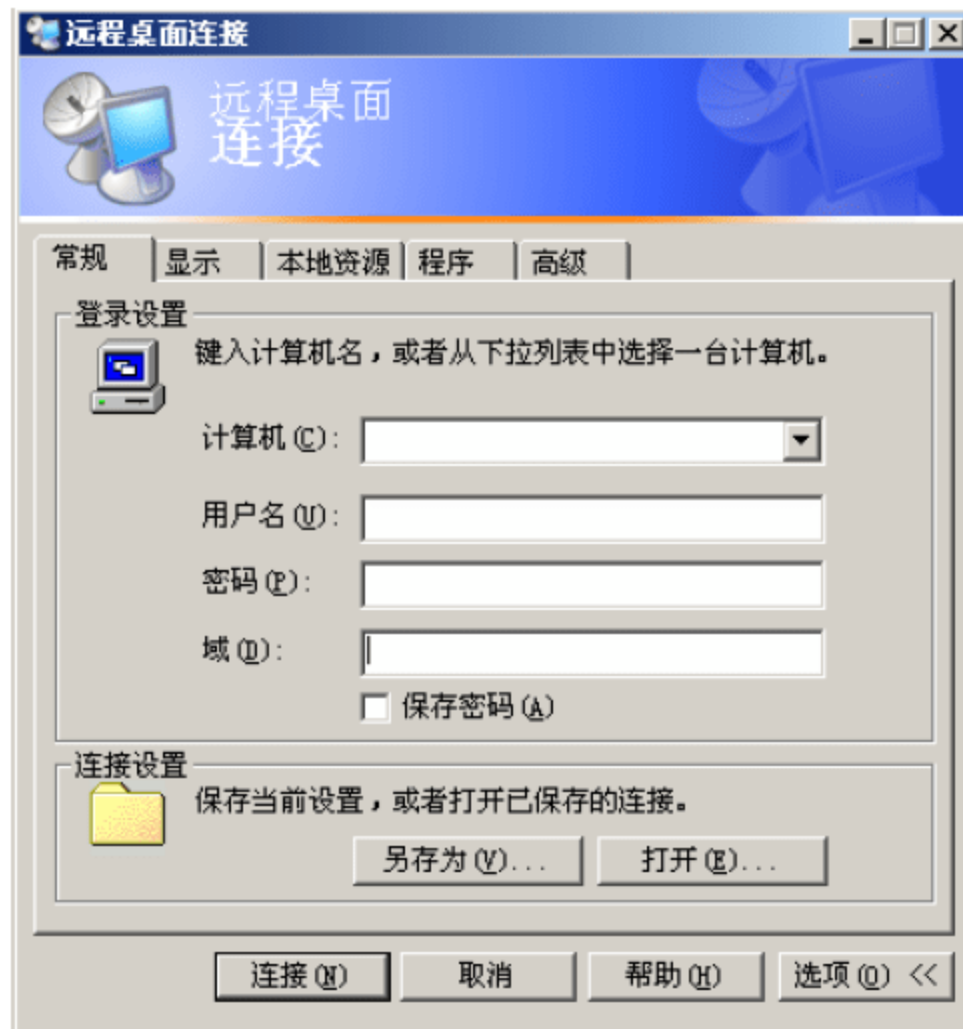 远程桌面连接
远程桌面
连接
常规 显示 本地资源 程序 高级
登录设置
键入计算机名，或者从下拉列表中选择一台计算机。
计算机(C):
用户名(U):
密码(P):
域(D):
保存密码(A)
连接设置
保存当前设置，或者打开已保存的连接。
另存为(V)... 打开(E)...
连接(N) 取消 帮助(H) 选项(O) <<